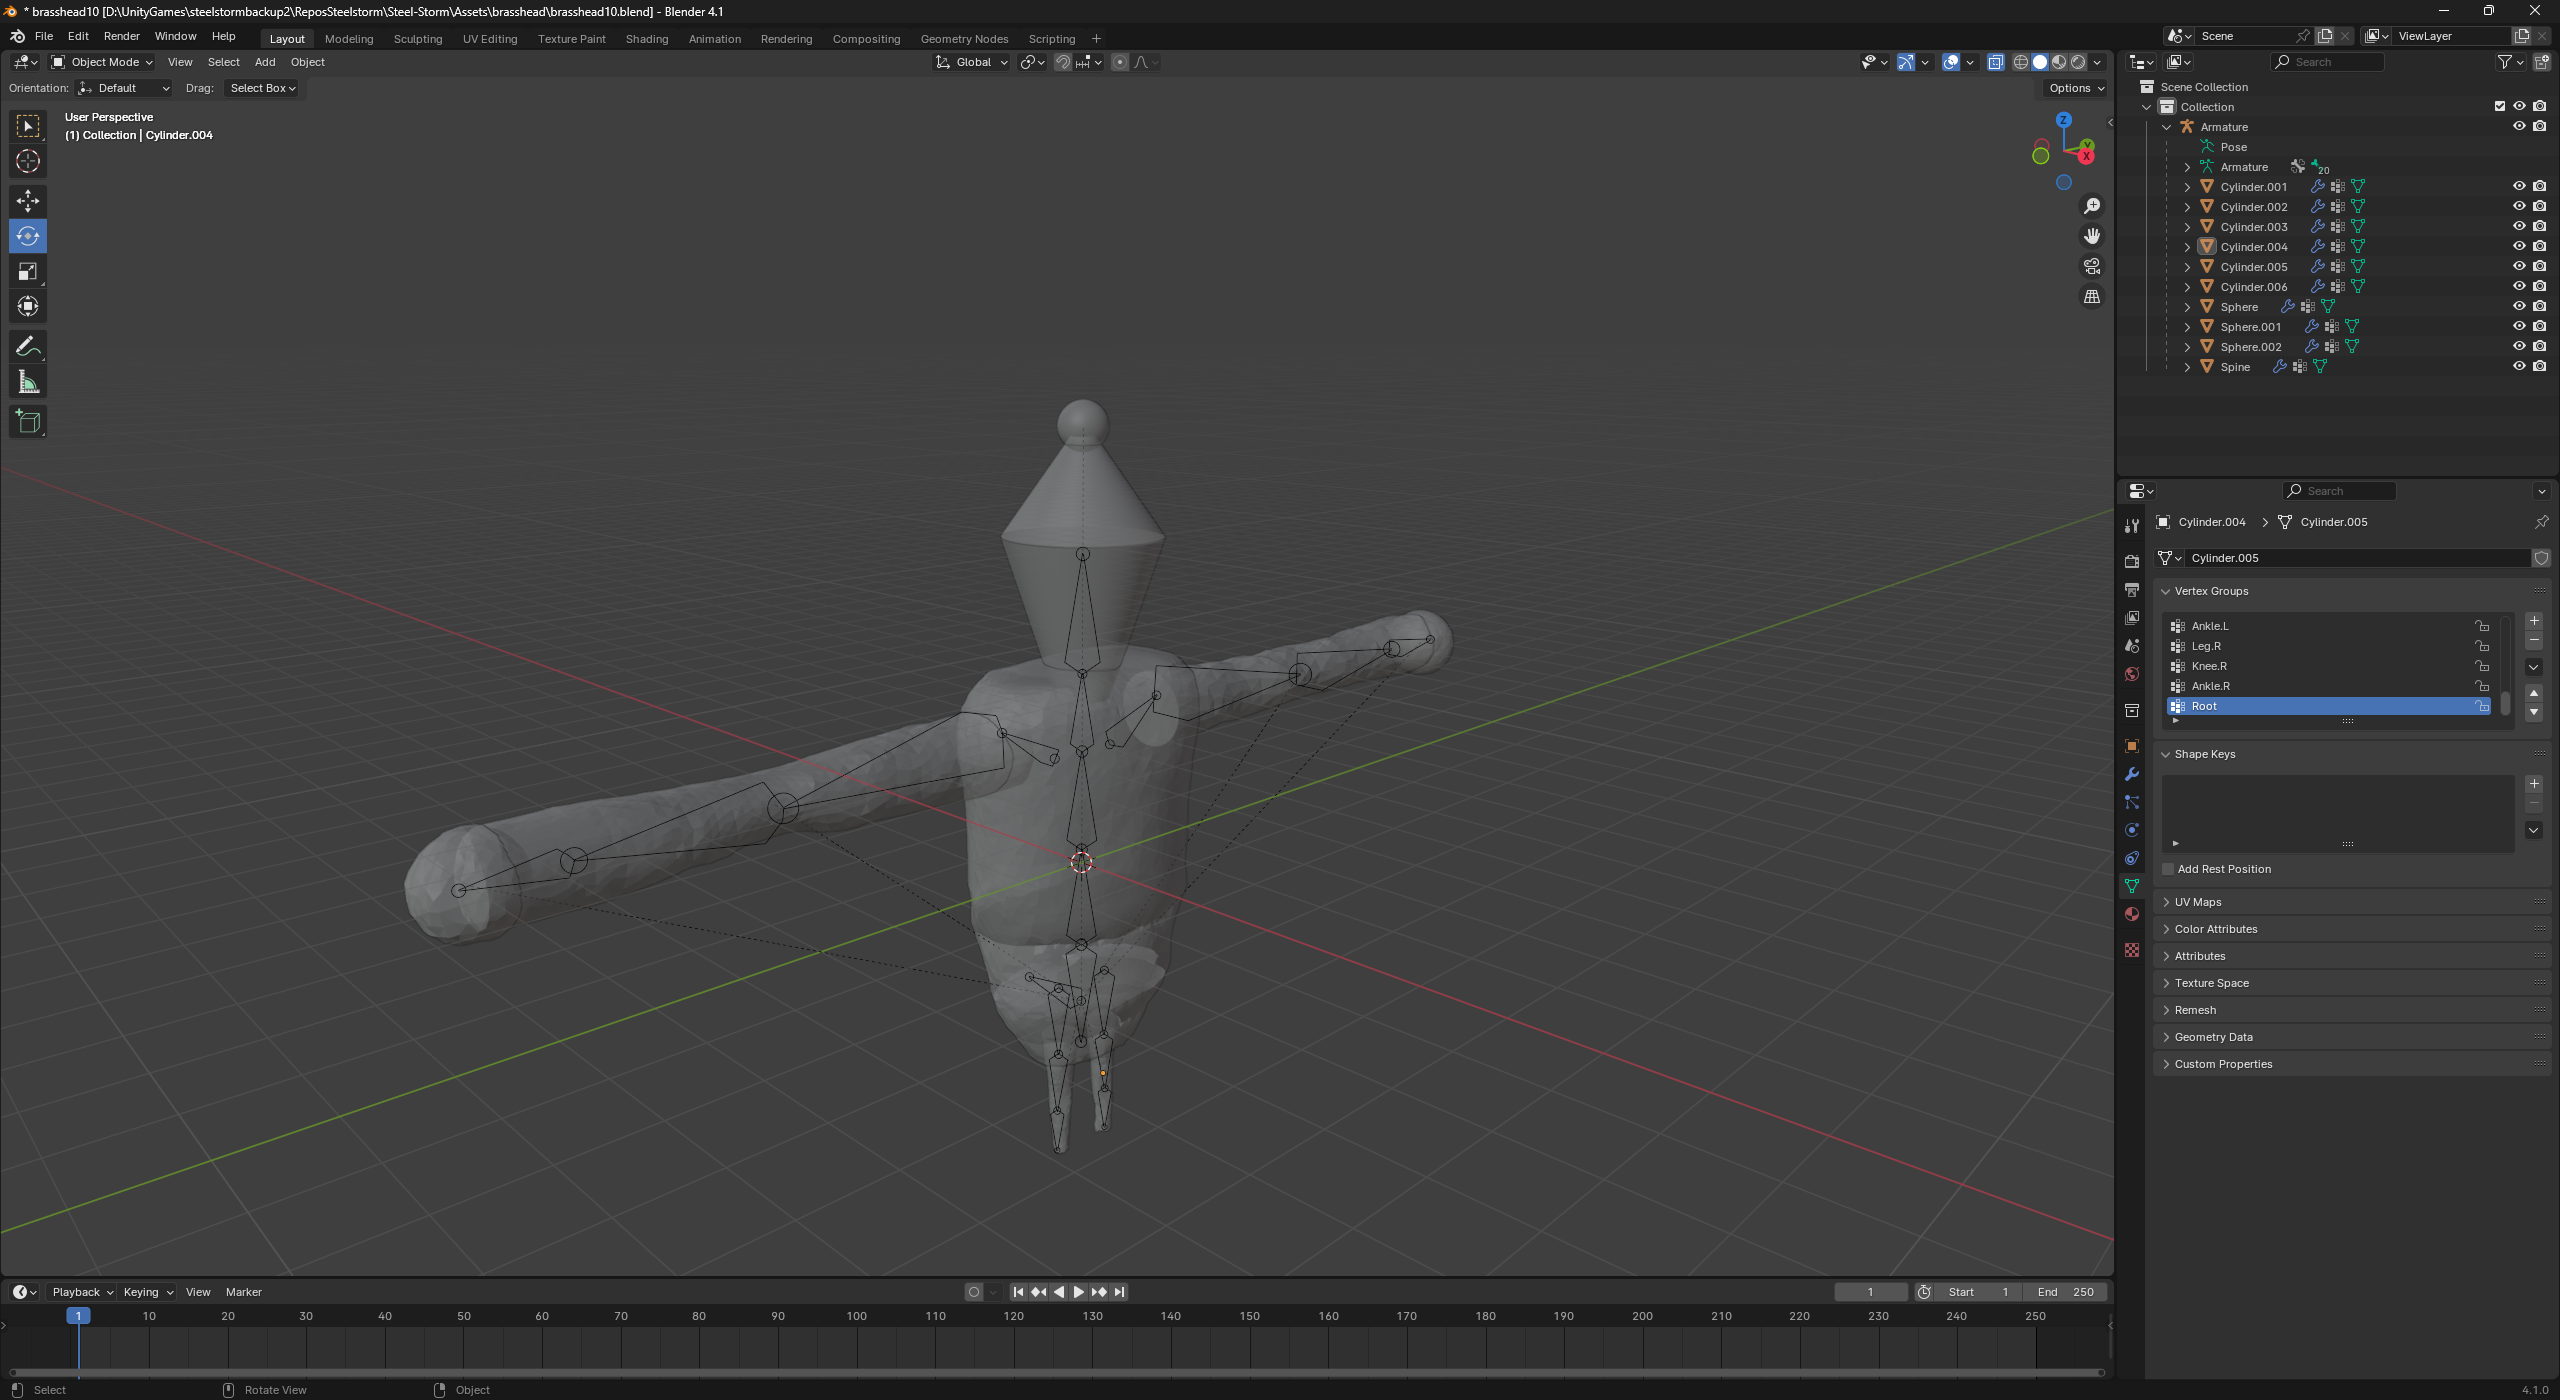 * brasshead10 [D:\UnityGames\steelstormbackup2\ReposSteelstorm\Steel-Storm\Assets\brasshead\brasshead10.blend] - Blender 4.1
File Edit Render Window Help Layout Modeling Sculpting UV Editing Texture Paint Shading Animation Rendering Compositing Geometry Nodes Scripting + Scene ViewLayer
Object Mode View Select Add Object Global Search
Orientation: Default Drag: Select Box Options
User Perspective
(1) Collection | Cylinder.004
Z
Y
X
Scene Collection
Collection
Armature
Pose
Armature 20
Cylinder.001
Cylinder.002
Cylinder.003
Cylinder.004
Cylinder.005
Cylinder.006
Sphere
Sphere.001
Sphere.002
Spine
Search
Cylinder.004 > Cylinder.005
Cylinder.005
Vertex Groups
Ankle.L
Leg.R
Knee.R
Ankle.R
Root
Shape Keys
Add Rest Position
UV Maps
Color Attributes
Attributes
Texture Space
Remesh
Geometry Data
Custom Properties
Playback Keying View Marker 1 Start 1 End 250
1 10 20 30 40 50 60 70 80 90 100 110 120 130 140 150 160 170 180 190 200 210 220 230 240 250
Select Rotate View Object 4.1.0